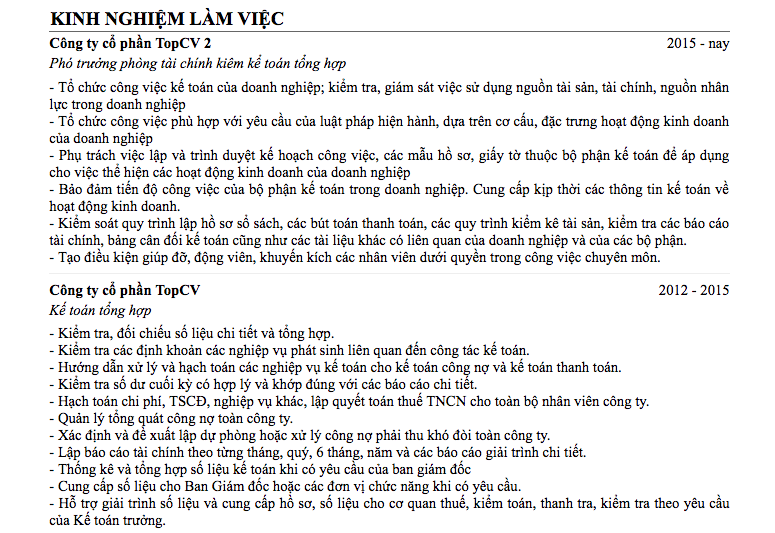 KINH NGHIỆM LÀM VIỆC
Công ty cổ phần TopCV 2 2015 - nay
Phó trưởng phòng tài chính kiêm kế toán tổng hợp
- Tổ chức công việc kế toán của doanh nghiệp; kiểm tra, giám sát việc sử dụng nguồn tài sản, tài chính, nguồn nhân
lực trong doanh nghiệp
- Tổ chức công việc phù hợp với yêu cầu của luật pháp hiện hành, dựa trên cơ cấu, đặc trưng hoạt động kinh doanh
của doanh nghiệp
- Phụ trách việc lập và trình duyệt kế hoạch công việc, các mẫu hồ sơ, giấy tờ thuộc bộ phận kế toán để áp dụng
cho việc thể hiện các hoạt động kinh doanh của doanh nghiệp
- Bảo đảm tiến độ công việc của bộ phận kế toán trong doanh nghiệp. Cung cấp kịp thời các thông tin kế toán về
hoạt động kinh doanh.
- Kiểm soát quy trình lập hồ sơ sổ sách, các bút toán thanh toán, các quy trình kiểm kê tài sản, kiểm tra các báo cáo
tài chính, bảng cân đối kế toán cũng như các tài liệu khác có liên quan của doanh nghiệp và của các bộ phận.
- Tạo điều kiện giúp đỡ, động viên, khuyến kích các nhân viên dưới quyền trong công việc chuyên môn.
Công ty cổ phần TopCV 2012 - 2015
Kế toán tổng hợp
- Kiểm tra, đối chiếu số liệu chi tiết và tổng hợp.
- Kiểm tra các định khoản các nghiệp vụ phát sinh liên quan đến công tác kế toán.
- Hướng dẫn xử lý và hạch toán các nghiệp vụ kế toán cho kế toán công nợ và kế toán thanh toán.
- Kiểm tra số dư cuối kỳ có hợp lý và khớp đúng với các báo cáo chi tiết.
- Hạch toán chi phí, TSCĐ, nghiệp vụ khác, lập quyết toán thuế TNCN cho toàn bộ nhân viên công ty.
- Quản lý tổng quát công nợ toàn công ty.
- Xác định và đề xuất lập dự phòng hoặc xử lý công nợ phải thu khó đòi toàn công ty.
- Lập báo cáo tài chính theo từng tháng, quý, 6 tháng, năm và các báo cáo giải trình chi tiết.
- Thống kê và tổng hợp số liệu kế toán khi có yêu cầu của ban giám đốc
- Cung cấp số liệu cho Ban Giám đốc hoặc các đơn vị chức năng khi có yêu cầu.
- Hỗ trợ giải trình số liệu và cung cấp hồ sơ, số liệu cho cơ quan thuế, kiểm toán, thanh tra, kiểm tra theo yêu cầu
của Kế toán trưởng.